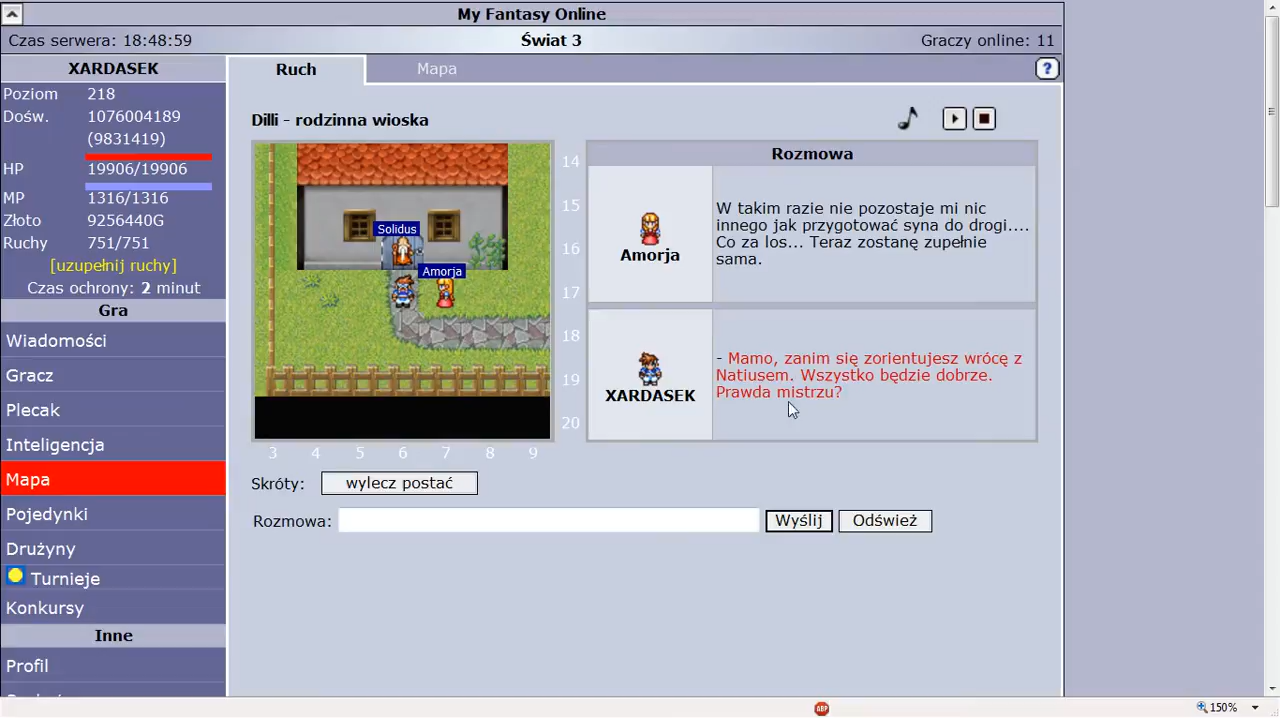 My Fantasy Online
Czas serwera: 18:48:59
Świat 3
Graczy online: 11
XARDASEK
Ruch
Mapa
?
Poziom 218
Dośw. 1076004189
(9831419)
HP 19906/19906
MP 1316/1316
Złoto 9256440G
Ruchy 751/751
[uzupełnij ruchy]
Czas ochrony: 2 minut
Gra
Wiadomości
Gracz
Plecak
Inteligencja
Mapa
Pojedynki
Drużyny
Turnieje
Konkursy
Inne
Profil
Dilli - rodzinna wioska
Solidus
Amorja
14
15
16
17
18
19
20
3 4 5 6 7 8 9
Rozmowa
Amorja
W takim razie nie pozostaje mi nic
innego jak przygotować syna do drogi....
Co za los... Teraz zostanę zupełnie
sama.
XARDASEK
- Mamo, zanim się zorientujesz wrócę z
Natiusem. Wszystko będzie dobrze.
Prawda mistrzu?
Skróty: wylecz postać
Rozmowa: Wyślij Odśwież
ABP
150%